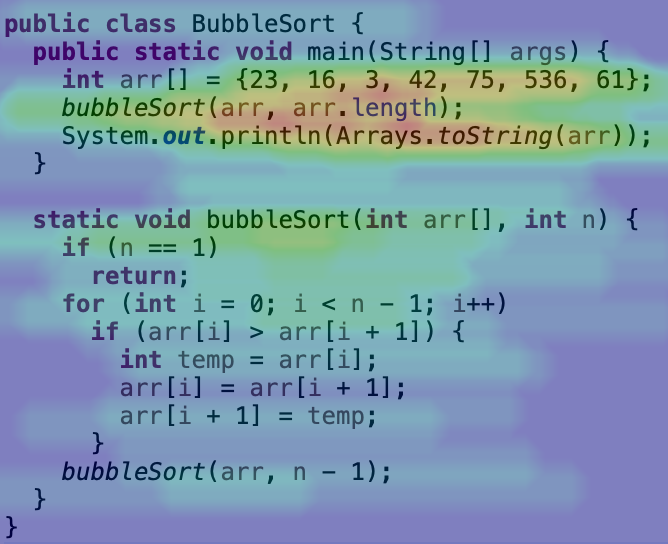 public class BubbleSort {
  public static void main(String[] args) {
    int arr[] = {23, 16, 3, 42, 75, 536, 61};
    bubbleSort(arr, arr.length);
    System.out.println(Arrays.toString(arr));
  }

  static void bubbleSort(int arr[], int n) {
    if (n == 1)
      return;
    for (int i = 0; i < n - 1; i++)
      if (arr[i] > arr[i + 1]) {
        int temp = arr[i];
        arr[i] = arr[i + 1];
        arr[i + 1] = temp;
      }
    bubbleSort(arr, n - 1);
  }
}